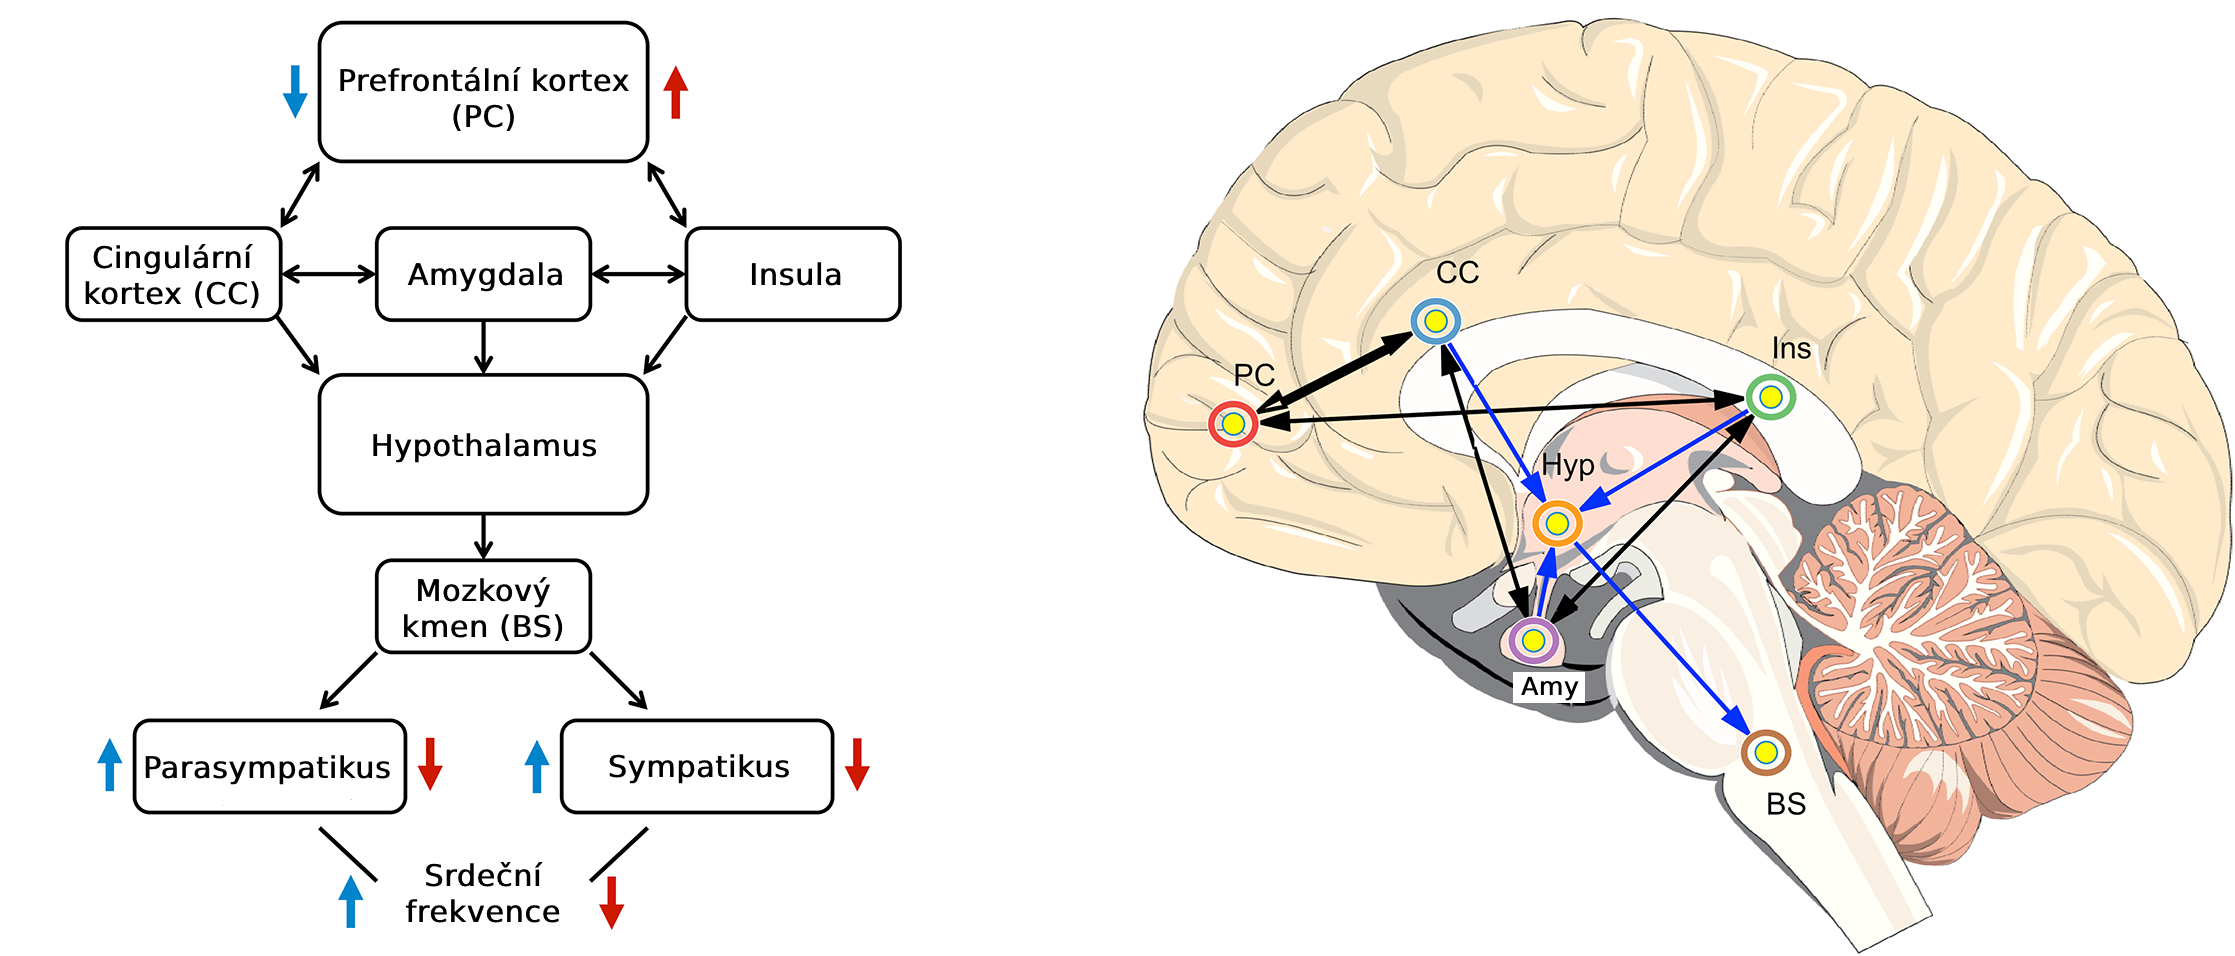 Prefrontální kortex
(PC)
Cingulární
kortex (CC)
Amygdala
Insula
Hypothalamus
Mozkový
kmen (BS)
Parasympatikus
Sympatikus
Srdeční
frekvence
CC
Ins
PC
Hyp
Amy
BS